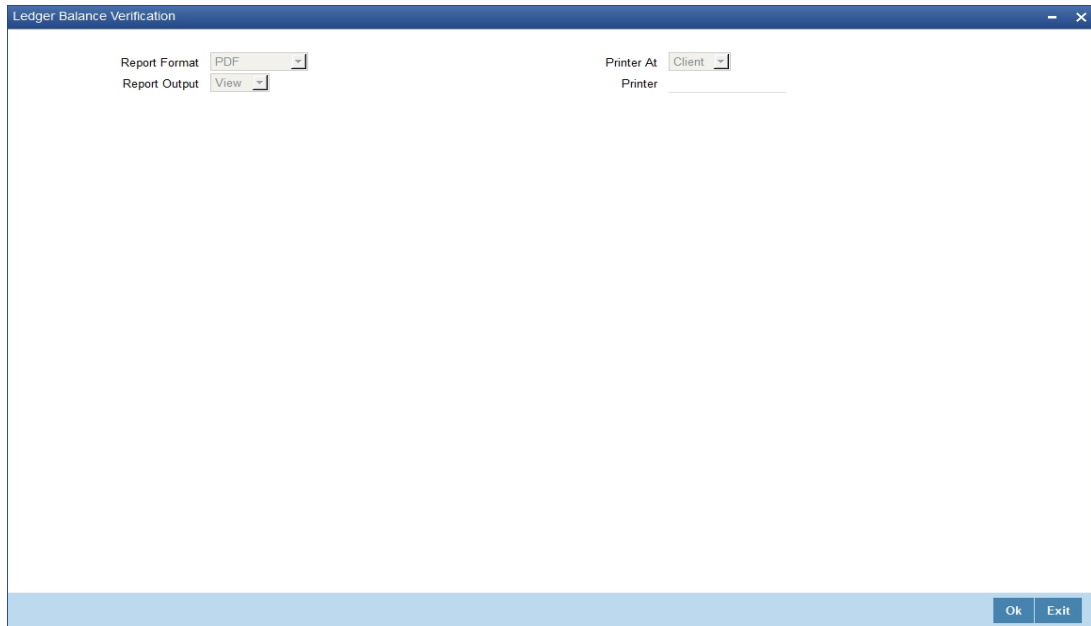 Ledger Balance Verification
Report Format PDF Printer At Client
Report Output View Printer
Ok Exit